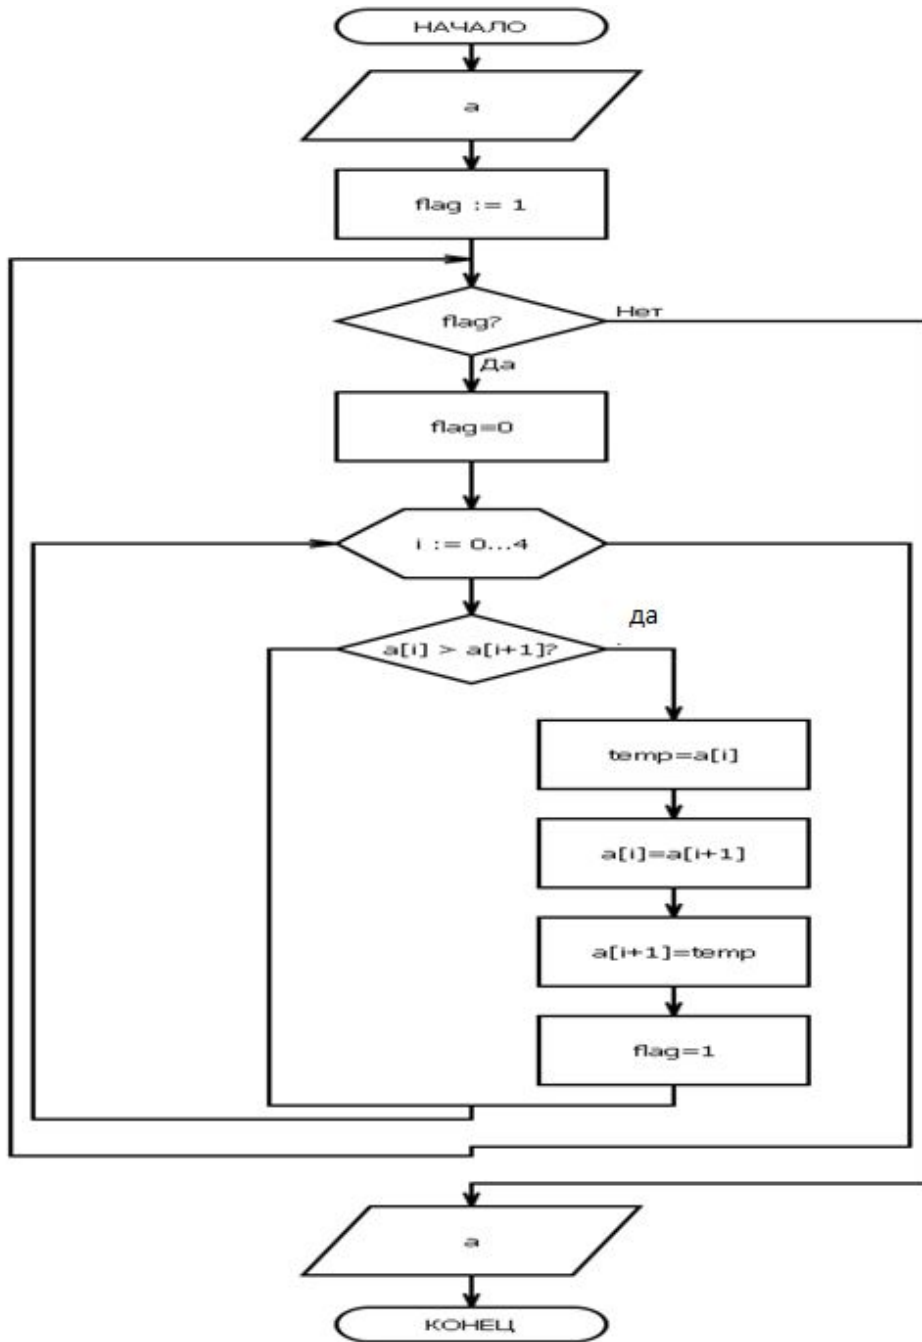 НАЧАЛО
a
flag := 1
flag?
Нет
Да
flag=0
i := 0...4
да
a[i] > a[i+1]?
temp=a[i]
a[i]=a[i+1]
a[i+1]=temp
flag=1
a
КОНЕЦ